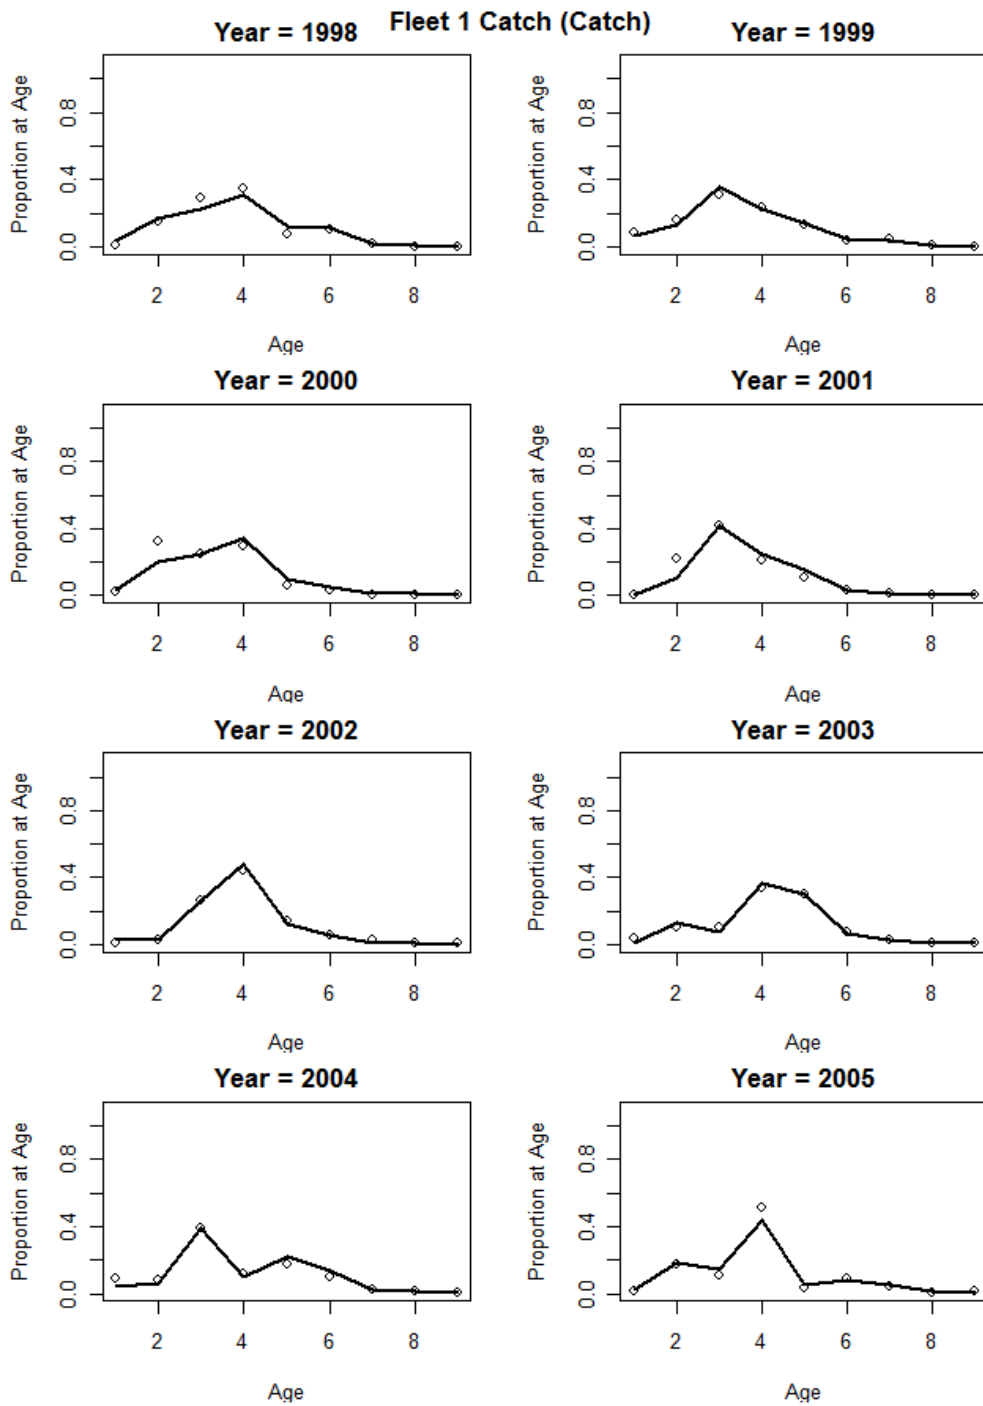 Fleet 1 Catch (Catch)
Year = 1998
Year = 1999
Proportion at Age
0.0 0.4 0.8
2 4 6 8
Age
Proportion at Age
0.0 0.4 0.8
2 4 6 8
Age
Year = 2000
Year = 2001
Proportion at Age
0.0 0.4 0.8
2 4 6 8
Age
Proportion at Age
0.0 0.4 0.8
2 4 6 8
Age
Year = 2002
Year = 2003
Proportion at Age
0.0 0.4 0.8
2 4 6 8
Age
Proportion at Age
0.0 0.4 0.8
2 4 6 8
Age
Year = 2004
Year = 2005
Proportion at Age
0.0 0.4 0.8
2 4 6 8
Age
Proportion at Age
0.0 0.4 0.8
2 4 6 8
Age